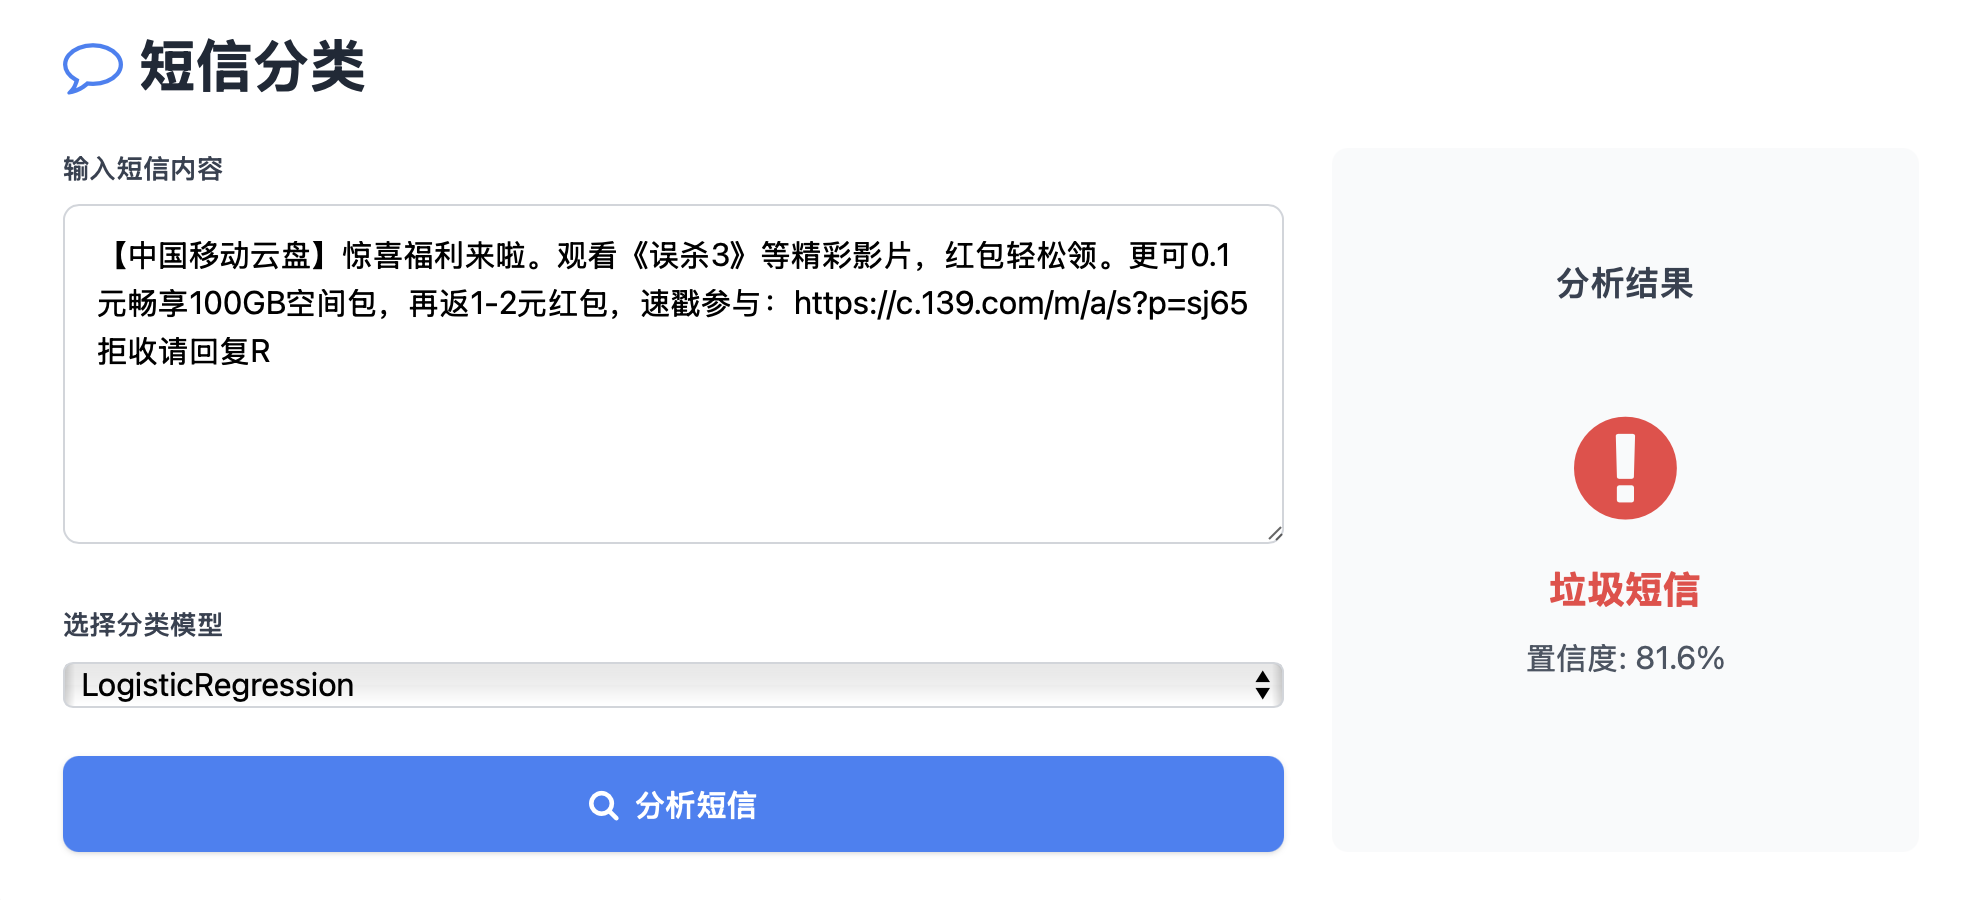 短信分类
输入短信内容
【中国移动云盘】惊喜福利来啦。观看《误杀3》等精彩影片，红包轻松领。更可0.1
元畅享100GB空间包，再返1-2元红包，速戳参与：https://c.139.com/m/a/s?p=sj65
拒收请回复R
选择分类模型
LogisticRegression
分析短信
分析结果
垃圾短信
置信度: 81.6%